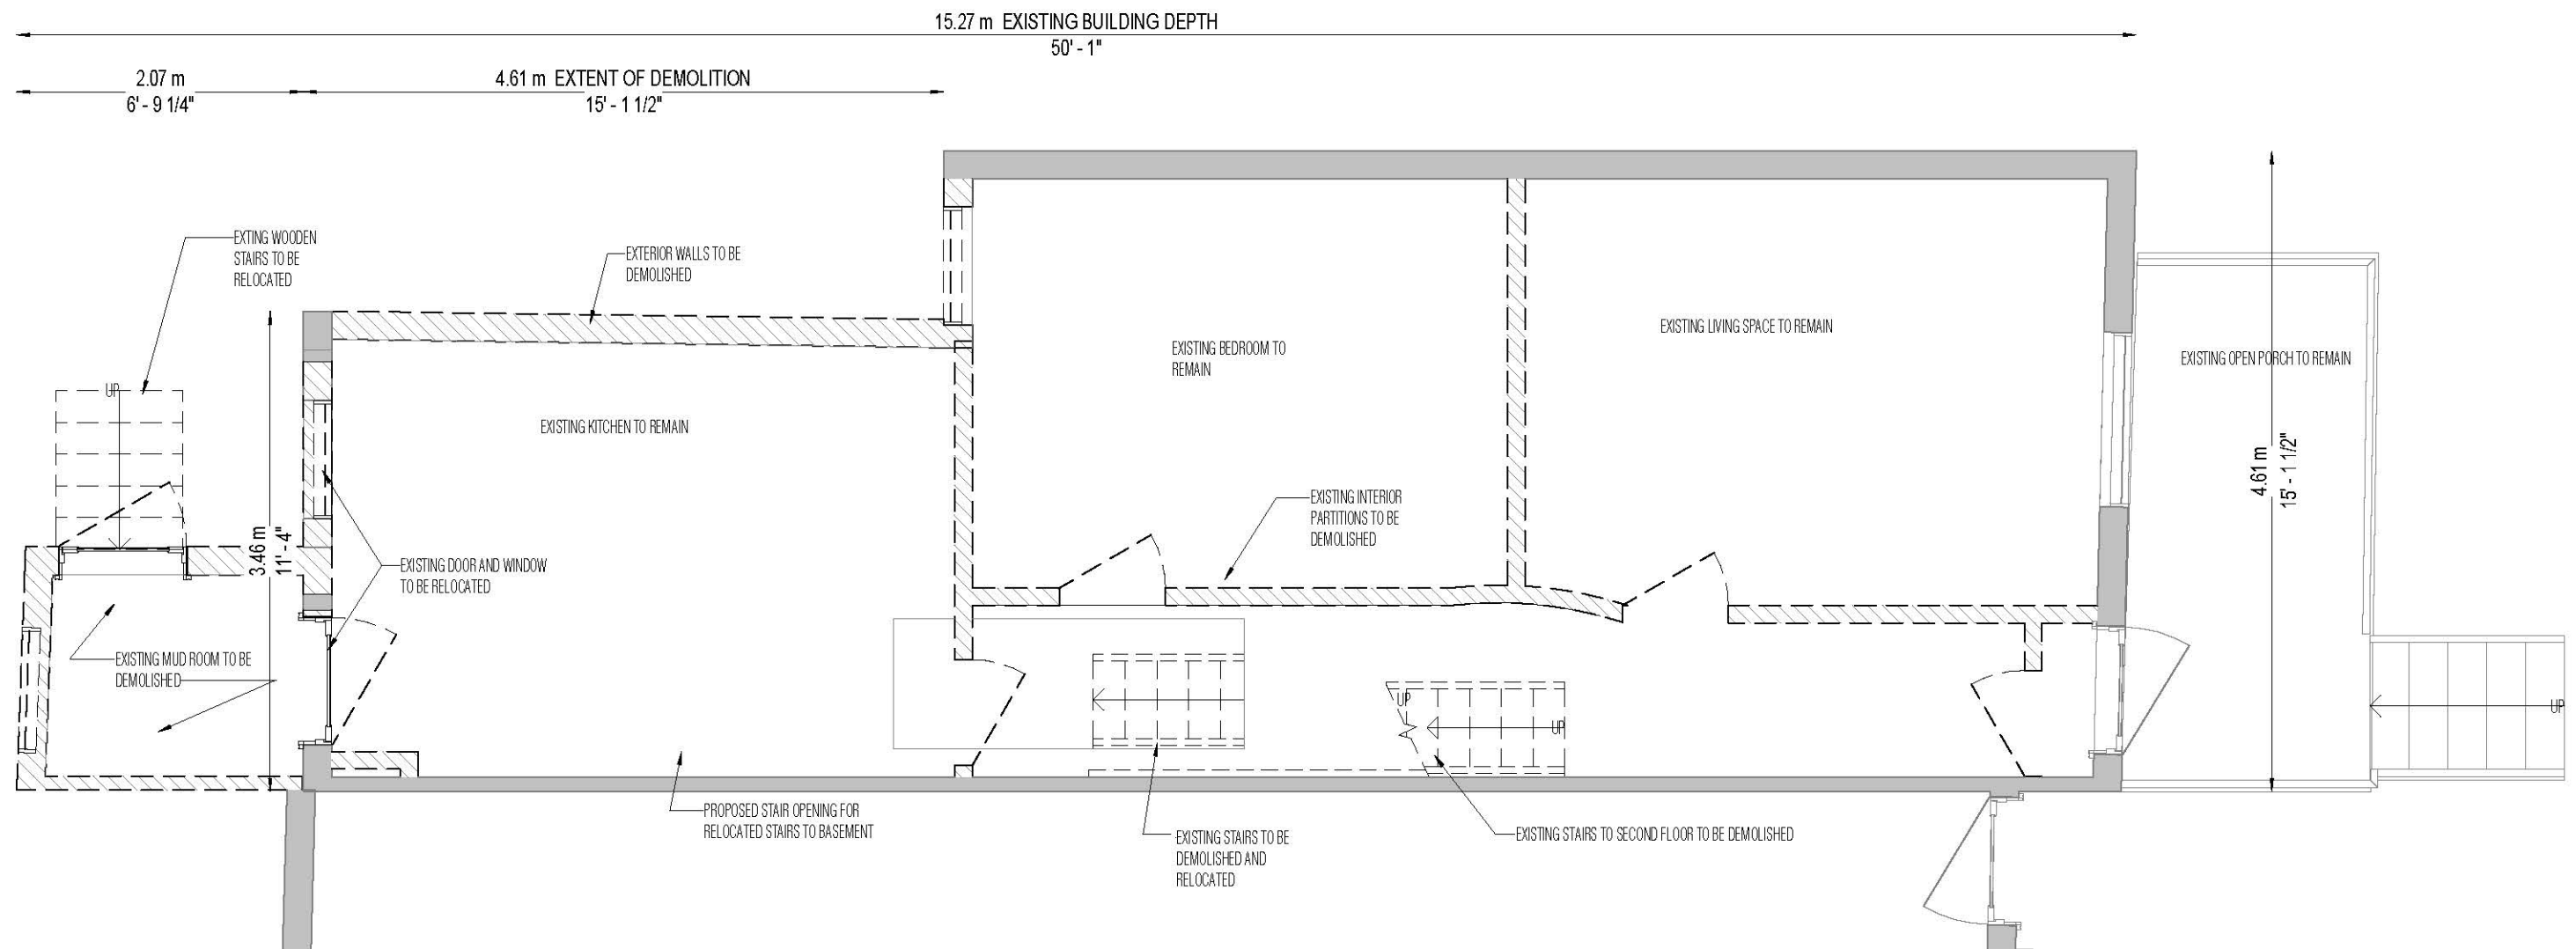 15.27 m EXISTING BUILDING DEPTH
50' - 1"
2.07 m
6' - 9 1/4"
4.61 m EXTENT OF DEMOLITION
15' - 1 1/2"
EXTING WOODEN
STAIRS TO BE
RELOCATED
EXTERIOR WALLS TO BE
DEMOLISHED
EXISTING LIVING SPACE TO REMAIN
EXISTING BEDROOM TO
REMAIN
EXISTING OPEN PORCH TO REMAIN
UP
EXISTING KITCHEN TO REMAIN
4.61 m
15' - 1 1/2"
EXISTING INTERIOR
PARTITIONS TO BE
DEMOLISHED
3.46 m
11' - 4"
EXISTING DOOR AND WINDOW
TO BE RELOCATED
EXISTING MUD ROOM TO BE
DEMOLISHED
UP
UP
UP
PROPOSED STAIR OPENING FOR
RELOCATED STAIRS TO BASEMENT
EXISTING STAIRS TO BE
DEMOLISHED AND
RELOCATED
EXISTING STAIRS TO SECOND FLOOR TO BE DEMOLISHED